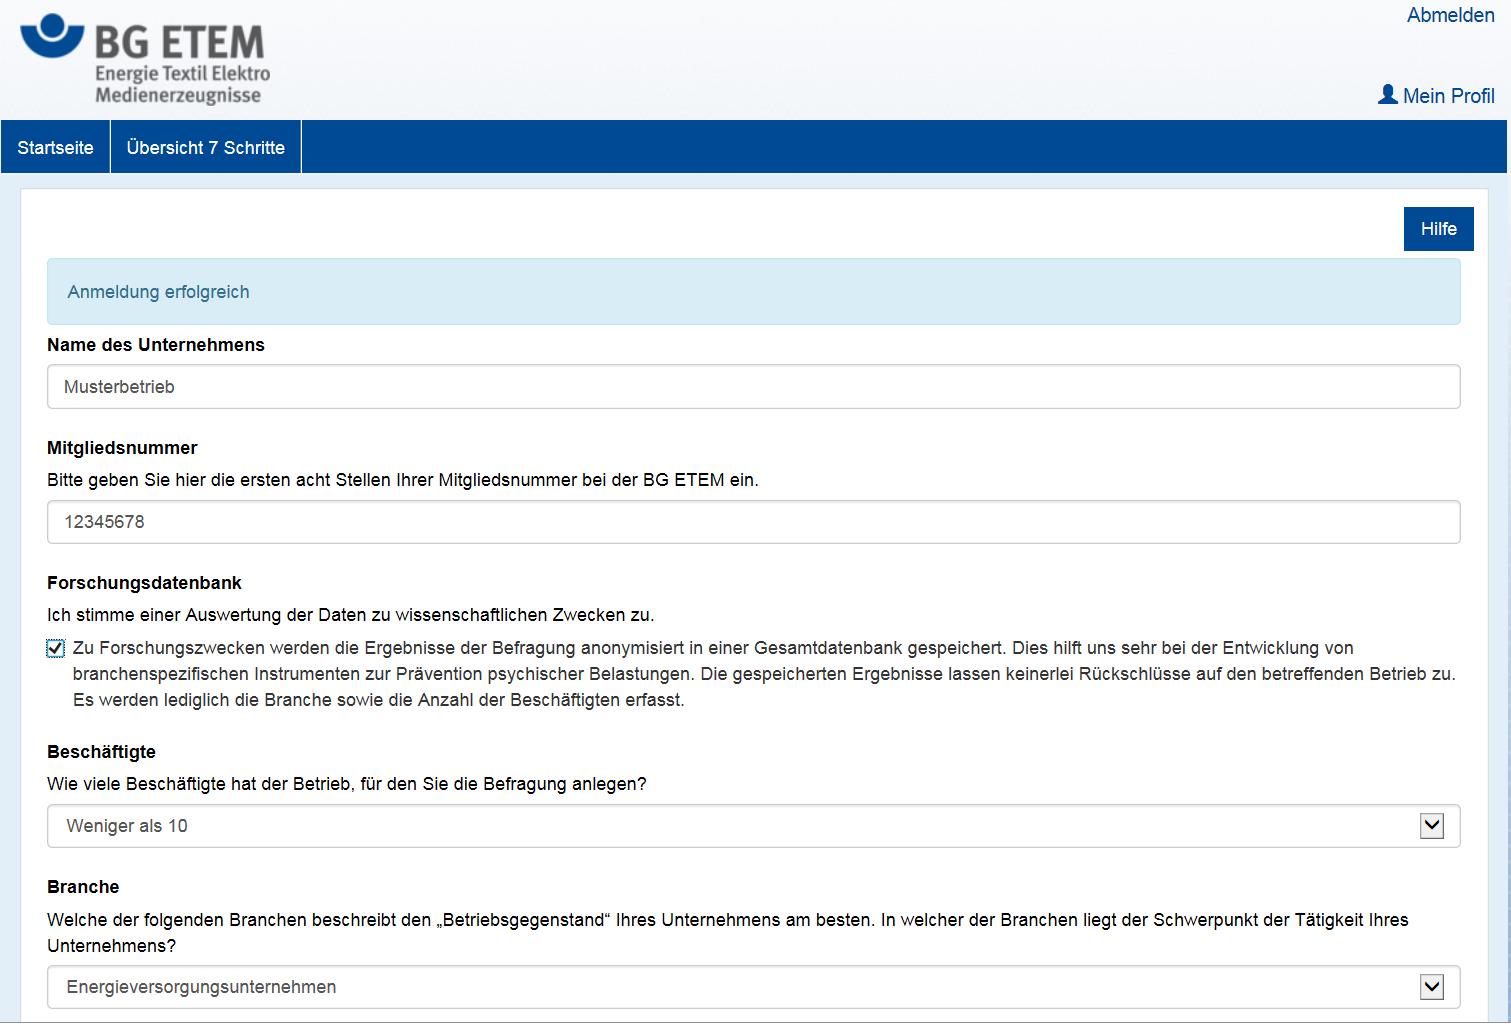 Abmelden
BG ETEM
Energie Textil Elektro
Medienerzeugnisse
Mein Profil
Startseite
Übersicht 7 Schritte
Hilfe
Anmeldung erfolgreich
Name des Unternehmens
Musterbetrieb
Mitgliedsnummer
Bitte geben Sie hier die ersten acht Stellen Ihrer Mitgliedsnummer bei der BG ETEM ein.
12345678
Forschungsdatenbank
Ich stimme einer Auswertung der Daten zu wissenschaftlichen Zwecken zu.
Zu Forschungszwecken werden die Ergebnisse der Befragung anonymisiert in einer Gesamtdatenbank gespeichert. Dies hilft uns sehr bei der Entwicklung von
branchenspezifischen Instrumenten zur Prävention psychischer Belastungen. Die gespeicherten Ergebnisse lassen keinerlei Rückschlüsse auf den betreffenden Betrieb zu.
Es werden lediglich die Branche sowie die Anzahl der Beschäftigten erfasst.
Beschäftigte
Wie viele Beschäftigte hat der Betrieb, für den Sie die Befragung anlegen?
Weniger als 10
Branche
Welche der folgenden Branchen beschreibt den „Betriebsgegenstand“ Ihres Unternehmens am besten. In welcher der Branchen liegt der Schwerpunkt der Tätigkeit Ihres
Unternehmens?
Energieversorgungsunternehmen